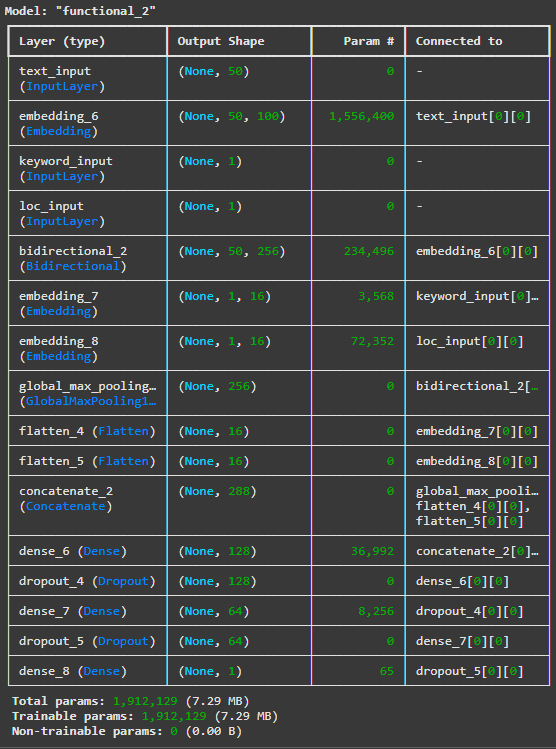 Model: "functional_2"
Layer (type) Output Shape Param # Connected to
text_input (None, 50) 0 -
(InputLayer)
embedding_6 (None, 50, 100) 1,556,400 text_input[0][0]
(Embedding)
keyword_input (None, 1) 0 -
(InputLayer)
loc_input (None, 1) 0 -
(InputLayer)
bidirectional_2 (None, 50, 256) 234,496 embedding_6[0][0]
(Bidirectional)
embedding_7 (None, 1, 16) 3,568 keyword_input[0]…
(Embedding)
embedding_8 (None, 1, 16) 72,352 loc_input[0][0]
(Embedding)
global_max_pooling… (None, 256) 0 bidirectional_2[…
(GlobalMaxPooling1…
flatten_4 (Flatten) (None, 16) 0 embedding_7[0][0]
flatten_5 (Flatten) (None, 16) 0 embedding_8[0][0]
concatenate_2 (None, 288) 0 global_max_pooli…
(Concatenate) flatten_4[0][0],
flatten_5[0][0]
dense_6 (Dense) (None, 128) 36,992 concatenate_2[0]…
dropout_4 (Dropout) (None, 128) 0 dense_6[0][0]
dense_7 (Dense) (None, 64) 8,256 dropout_4[0][0]
dropout_5 (Dropout) (None, 64) 0 dense_7[0][0]
dense_8 (Dense) (None, 1) 65 dropout_5[0][0]
Total params: 1,912,129 (7.29 MB)
Trainable params: 1,912,129 (7.29 MB)
Non-trainable params: 0 (0.00 B)